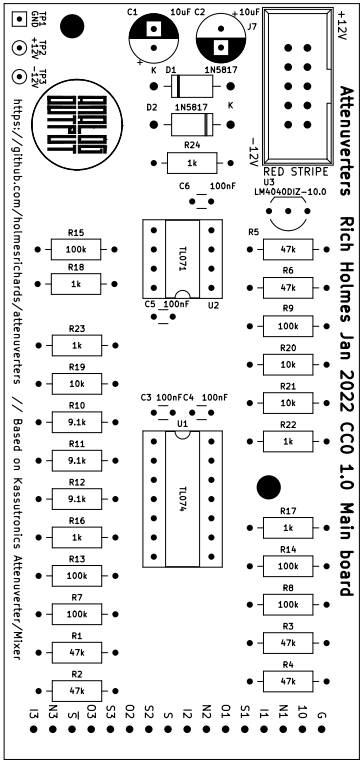 TP1
GND
TP2
+12V
TP3
-12V
C1
10uF
C2
10uF
J7
+12V
-12V
RED STRIPE
K
D1
1N5817
D2
1N5817
K
R24
1k
C6
100nF
U3
LM4040DIZ-10.0
TL071
U2
C5
100nF
R15
100k
R18
1k
R23
1k
R19
10k
R10
9.1k
R11
9.1k
R12
9.1k
R16
1k
R13
100k
R7
100k
R1
47k
R2
47k
C3
100nF
C4
100nF
U1
TL074
R5
47k
R6
47k
R9
100k
R20
10k
R21
10k
R22
1k
R17
1k
R14
100k
R8
100k
R3
47k
R4
47k
I3
N3
S
O3
S3
O2
S2
S
I2
N2
O1
S1
I1
N1
10
G
https://github.com/holmesrichards/attenuverters // Based on Kassutronics Attenuverter/Mixer
Attenuverters Rich Holmes Jan 2022 CC0 1.0 Main board